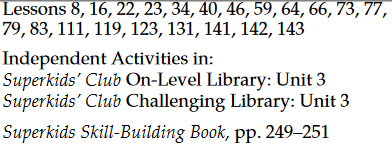 Lessons 8, 16, 22, 23, 34, 40, 46, 59, 64, 66, 73, 77,
79, 83, 111, 119, 123, 131, 141, 142, 143
Independent Activities in:
Superkids' Club On-Level Library: Unit 3
Superkids' Club Challenging Library: Unit 3
Superkids Skill-Building Book, pp. 249–251